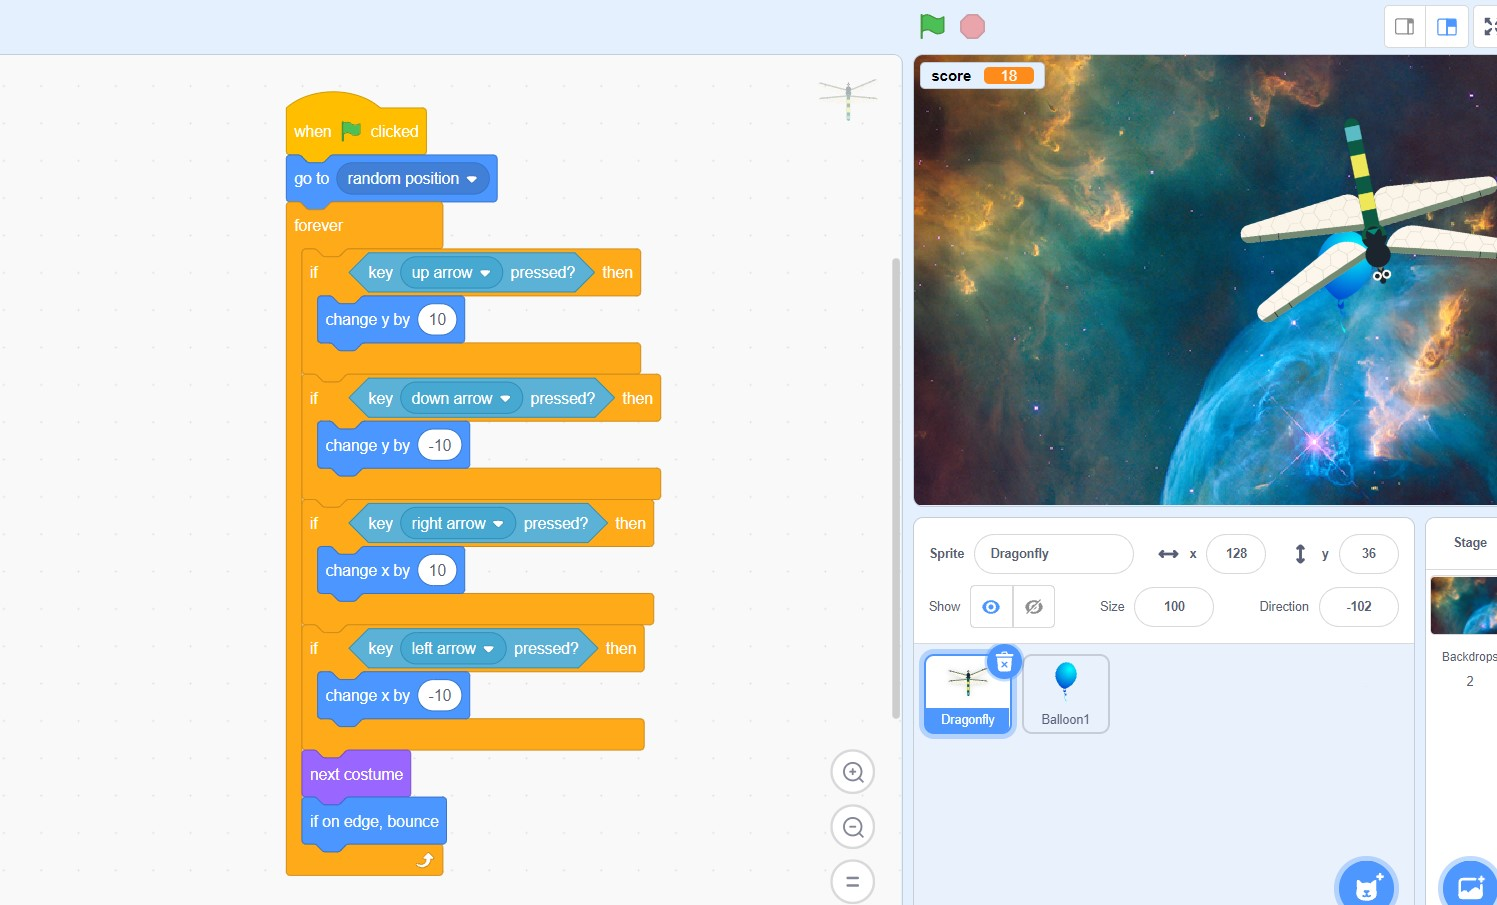 when clicked
go to random position
forever
if key up arrow pressed? then
change y by 10
if key down arrow pressed? then
change y by -10
if key right arrow pressed? then
change x by 10
if key left arrow pressed? then
change x by -10
next costume
if on edge, bounce
score 18
Sprite Dragonfly x 128 y 36
Show Size 100 Direction -102
Dragonfly
Balloon1
Stage
Backdrops
2